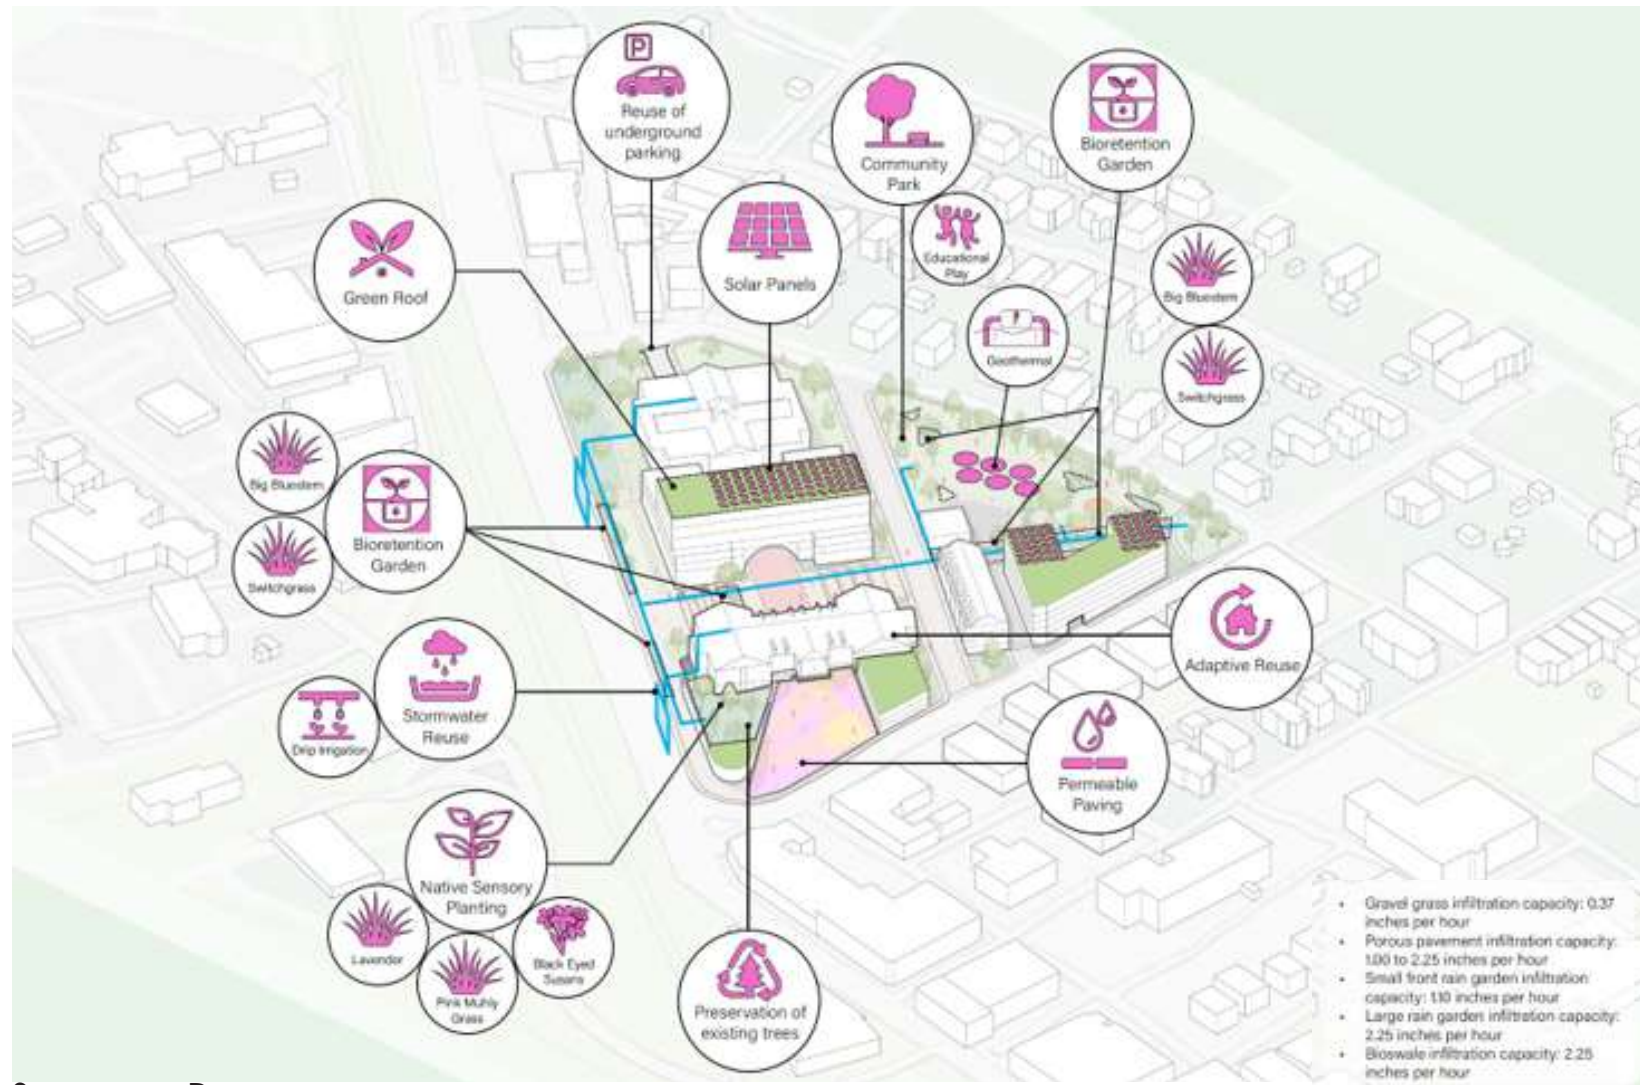 P
Reuse of
underground
parking
Community
Park
Educational
Play
Bioretention
Garden
Big Bluestem
Switchgrass
Green Roof
Solar Panels
Geothermal
Big Bluestem
Switchgrass
Bioretention
Garden
Stormwater
Reuse
Drip Irrigation
Adaptive Reuse
Permeable
Paving
Native Sensory
Planting
Lavender
Pink Muhly
Grass
Black Eyed
Susans
Preservation of
existing trees
• Gravel grass infiltration capacity: 0.37
inches per hour
• Porous pavement infiltration capacity:
1.00 to 2.25 inches per hour
• Small front rain garden infiltration
capacity: 1.10 inches per hour
• Large rain garden infiltration capacity:
2.25 inches per hour
• Bioswale infiltration capacity: 2.25
inches per hour